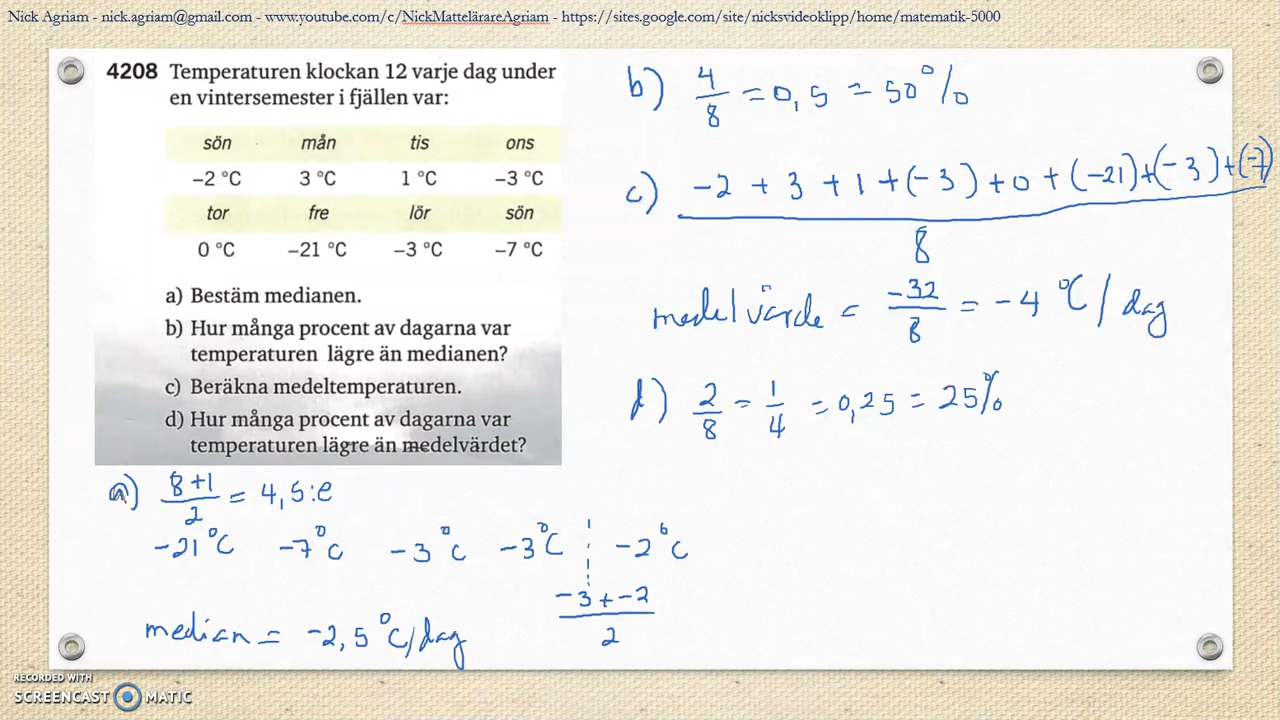 Nick Agriam - nick.agriam@gmail.com - www.youtube.com/c/NickMattelärareAgriam - https://sites.google.com/site/nicksvideoklipp/home/matematik-5000
4208 Temperaturen klockan 12 varje dag under
en vintersemester i fjällen var:
sön mån tis ons
-2 °C 3 °C 1 °C -3 °C
tor fre lör sön
0 °C -21 °C -3 °C -7 °C
a) Bestäm medianen.
b) Hur många procent av dagarna var
temperaturen lägre än medianen?
c) Beräkna medeltemperaturen.
d) Hur många procent av dagarna var
temperaturen lägre än medelvärdet?
a) 8+1/2 = 4,5:e
-21°C -7°C -3°C -3°C -2°C
-3+-2/2
median = -2,5 °C/dag
b) 4/8 = 0,5 = 50%
c) -2 + 3 + 1 + (-3) + 0 + (-21) + (-3) + (-7)
8
medelvärde = -32/8 = -4 °C/dag
d) 2/8 = 1/4 = 0,25 = 25%
RECORDED WITH
SCREENCAST MATIC